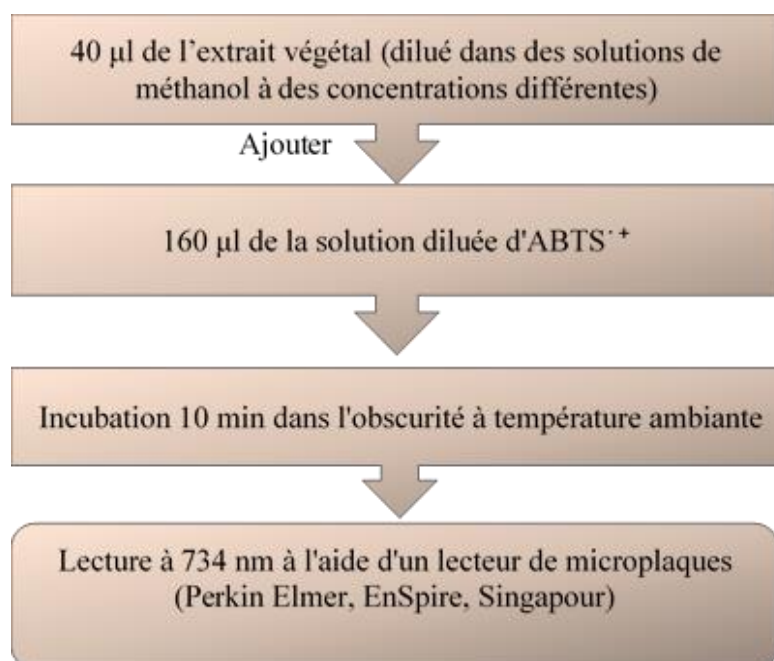 40 µl de l’extrait végétal (dilué dans des solutions de
méthanol à des concentrations différentes)
Ajouter
160 µl de la solution diluée d'ABTS˙⁺
Incubation 10 min dans l'obscurité à température ambiante
Lecture à 734 nm à l'aide d'un lecteur de microplaques
(Perkin Elmer, EnSpire, Singapour)